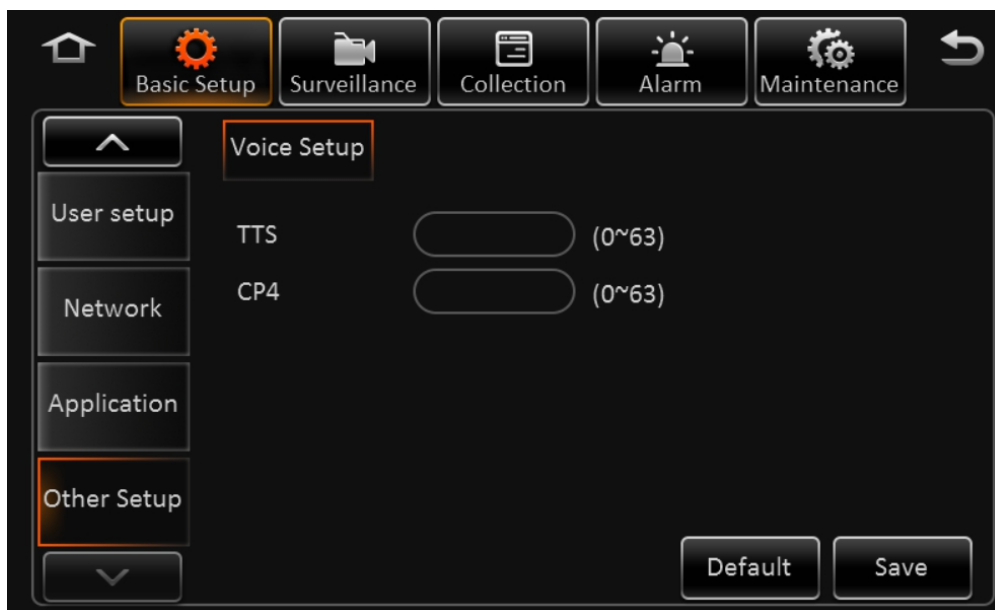 Basic Setup
Surveillance
Collection
Alarm
Maintenance
Voice Setup
User setup
TTS (0~63)
CP4 (0~63)
Network
Application
Other Setup
Default
Save